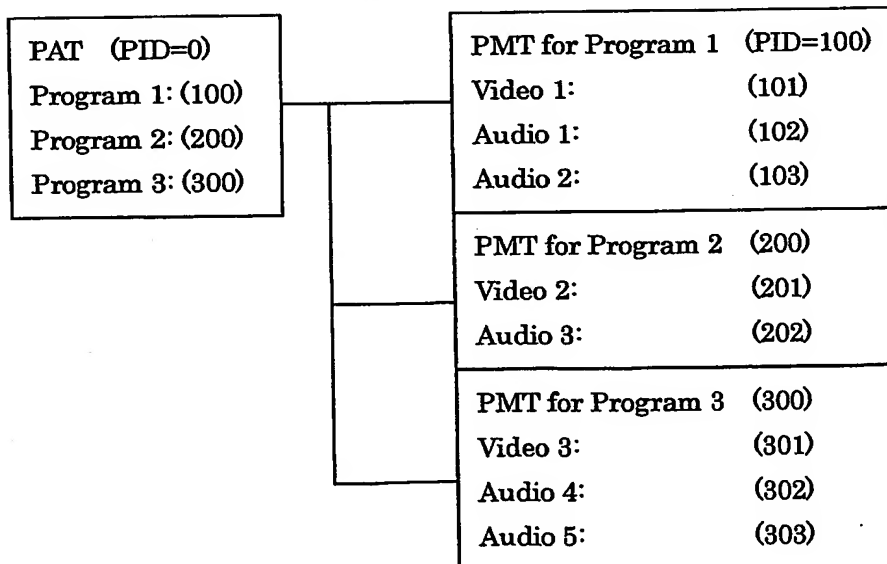 PAT (PID=0)
Program 1: (100)
Program 2: (200)
Program 3: (300)
PMT for Program 1 (PID=100)
Video 1: (101)
Audio 1: (102)
Audio 2: (103)
PMT for Program 2 (200)
Video 2: (201)
Audio 3: (202)
PMT for Program 3 (300)
Video 3: (301)
Audio 4: (302)
Audio 5: (303)